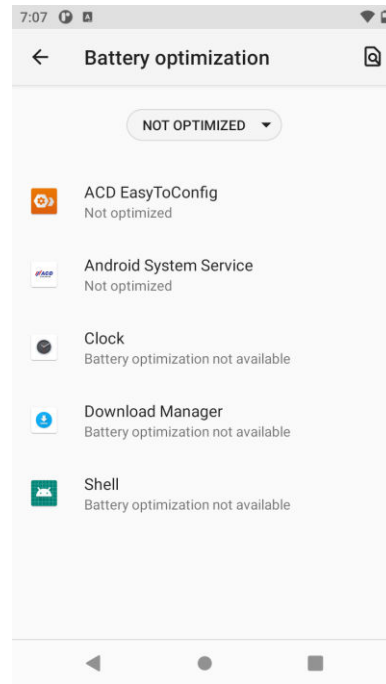 7:07
Battery optimization
NOT OPTIMIZED
ACD EasyToConfig
Not optimized
Android System Service
Not optimized
Clock
Battery optimization not available
Download Manager
Battery optimization not available
Shell
Battery optimization not available